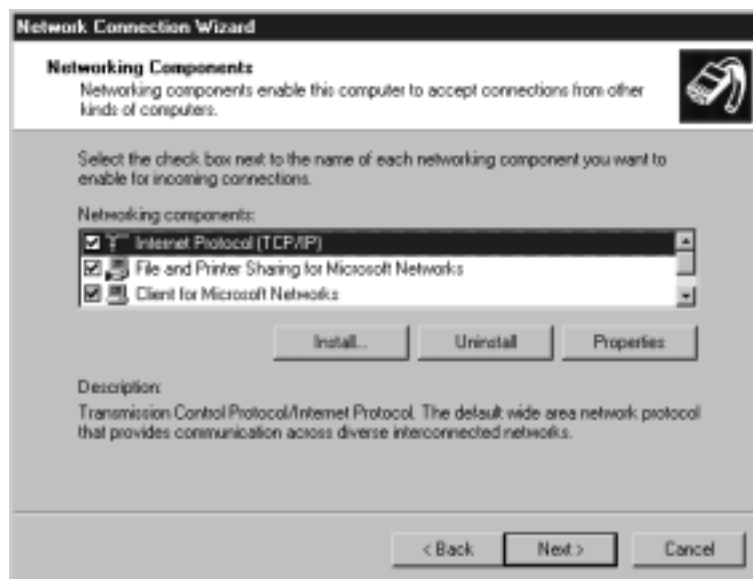 Network Connection Wizard
Networking Components
Networking components enable this computer to accept connections from other
kinds of computers.
Select the check box next to the name of each networking component you want to
enable for incoming connections.
Networking components:
Internet Protocol (TCP/IP)
File and Printer Sharing for Microsoft Networks
Client for Microsoft Networks
Install... Uninstall Properties
Description:
Transmission Control Protocol/Internet Protocol. The default wide area network protocol
that provides communication across diverse interconnected networks.
< Back Next > Cancel